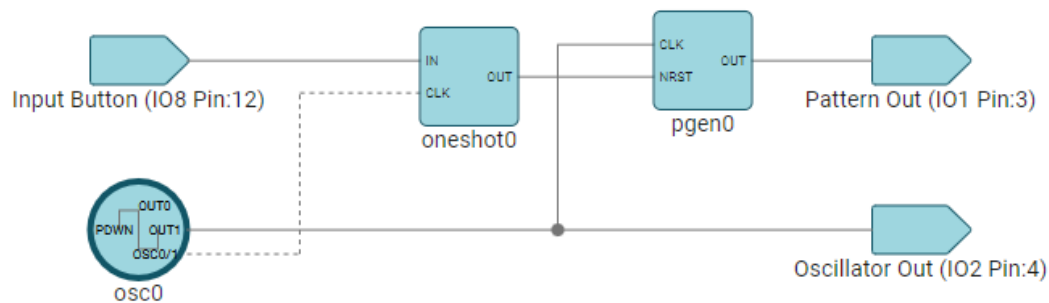 IN
OUT
CLK
oneshot0
CLK
OUT
NRST
pgen0
Input Button (IO8 Pin:12)
Pattern Out (IO1 Pin:3)
OUT0
PDWN
OUT1
OSC0/1
osc0
Oscillator Out (IO2 Pin:4)